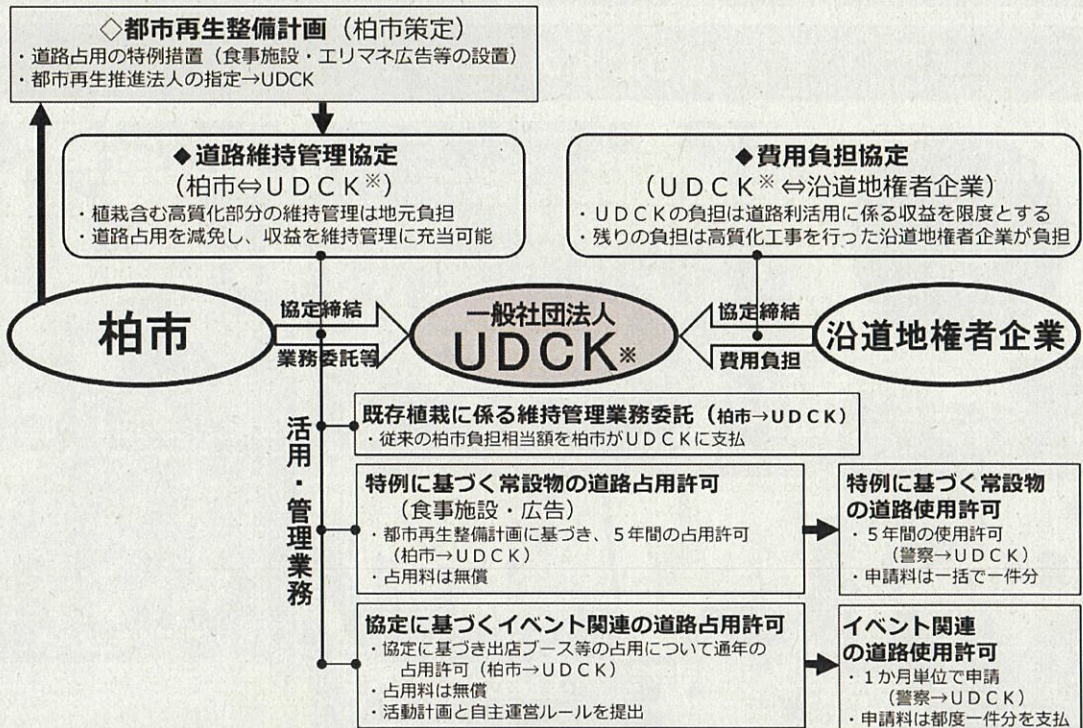 ◇都市再生整備計画（柏市策定）
・道路占用の特例措置（食事施設・エリマネ広告等の設置）
・都市再生推進法人の指定→UDCK
◆道路維持管理協定
（柏市⇔ＵＤＣＫ※）
・植栽含む高質化部分の維持管理は地元負担
・道路占用を減免し、収益を維持管理に充当可能
◆費用負担協定
（ＵＤＣＫ※⇔沿道地権者企業）
・ＵＤＣＫの負担は道路利活用に係る収益を限度とする
・残りの負担は高質化工事を行った沿道地権者企業が負担
柏市
協定締結
業務委託等
一般社団法人
UDCK※
協定締結
費用負担
沿道地権者企業
活用・管理業務
既存植栽に係る維持管理業務委託（柏市→ＵＤＣＫ）
・従来の柏市負担相当額を柏市がＵＤＣＫに支払
特例に基づく常設物の道路占用許可
（食事施設・広告）
・都市再生整備計画に基づき、５年間の占用許可
（柏市→ＵＤＣＫ）
・占用料は無償
特例に基づく常設物
の道路使用許可
・５年間の使用許可
（警察→ＵＤＣＫ）
・申請料は一括で一件分
協定に基づくイベント関連の道路占用許可
・協定に基づき出店ブース等の占用について通年の
占用許可（柏市→ＵＤＣＫ）
・占用料は無償
・活動計画と自主運営ルールを提出
イベント関連
の道路使用許可
・１か月単位で申請
（警察→ＵＤＣＫ）
・申請料は都度一件分を支払